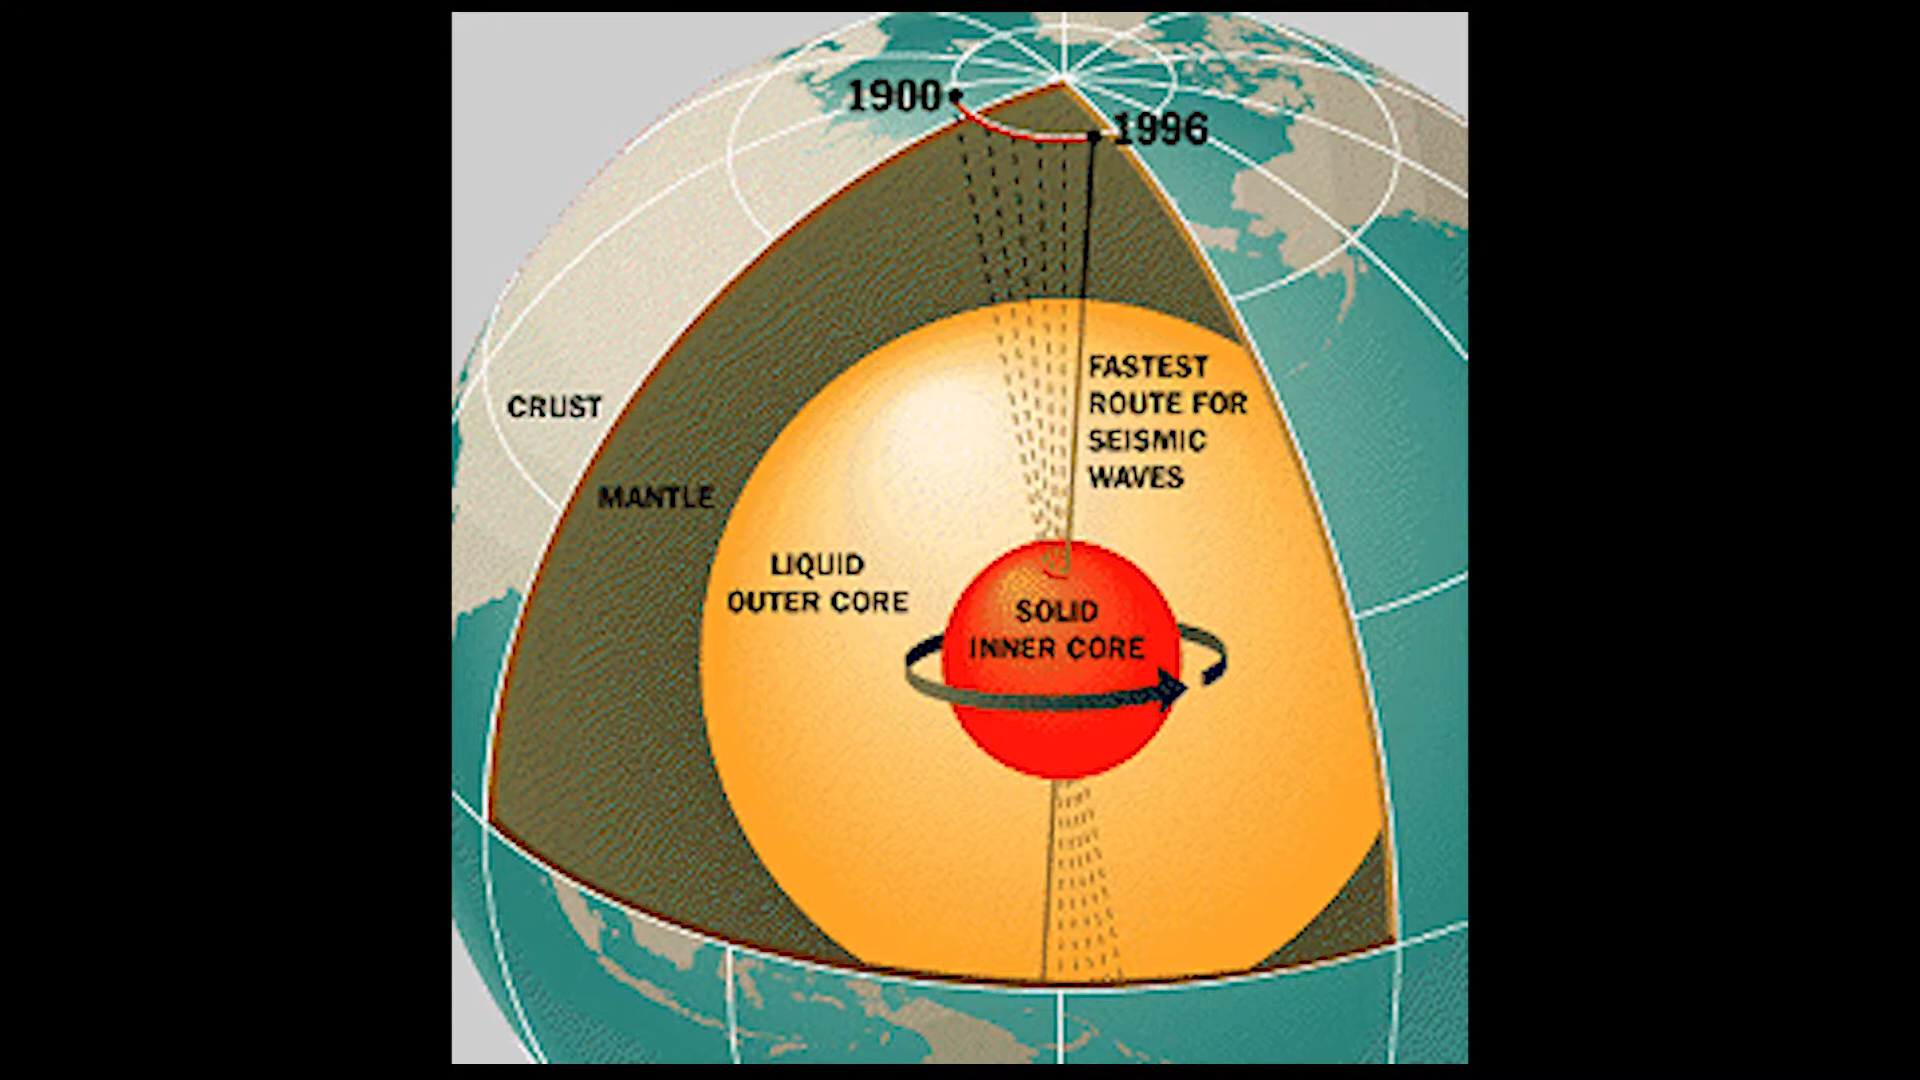 1900
1996
FASTEST
ROUTE FOR
SEISMIC
WAVES
CRUST
MANTLE
LIQUID
OUTER CORE
SOLID
INNER CORE